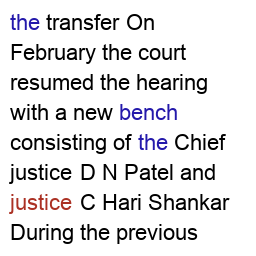 the transfer On
February the court
resumed the hearing
with a new bench
consisting of the Chief
justice D N Patel and
justice C Hari Shankar
During the previous